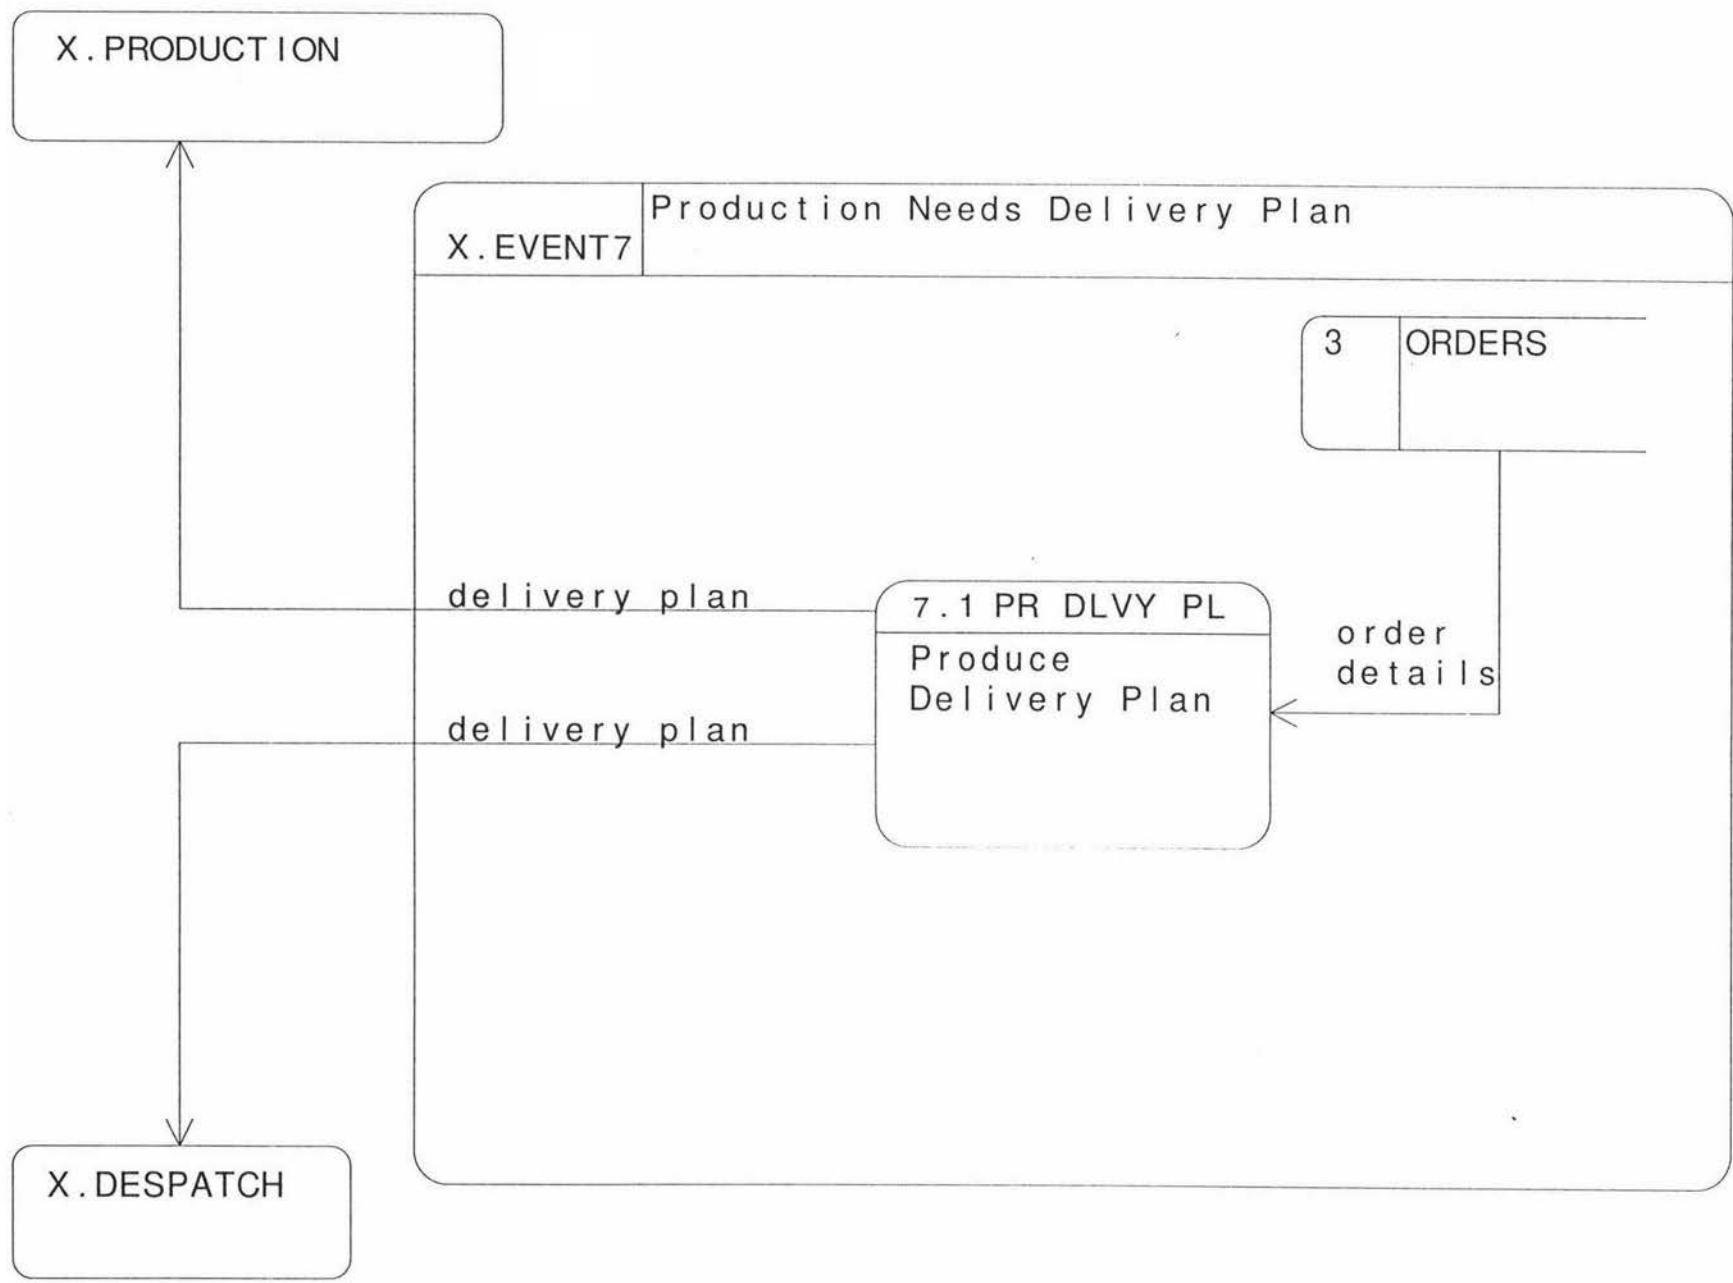 X.PRODUCTION
Production Needs Delivery Plan
X.EVENT7
3 ORDERS
delivery plan
7.1 PR DLVY PL
Produce
Delivery Plan
order
details
delivery plan
X.DESPATCH